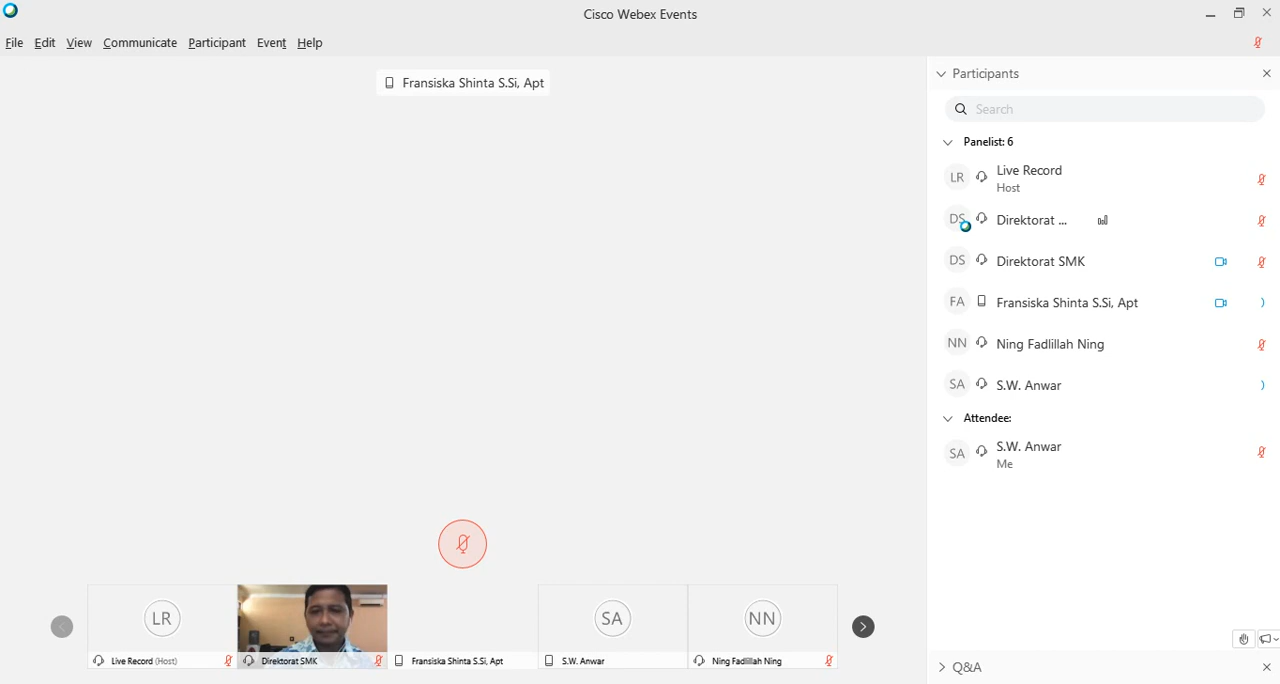 Cisco Webex Events
File Edit View Communicate Participant Event Help
Fransiska Shinta S.Si, Apt
Participants
Search
Panelist: 6
LR Live Record
Host
DS Direktorat ...
DS Direktorat SMK
FA Fransiska Shinta S.Si, Apt
NN Ning Fadlillah Ning
SA S.W. Anwar
Attendee:
SA S.W. Anwar
Me
LR SA NN
Live Record (Host) Direktorat SMK Fransiska Shinta S.Si, Apt S.W. Anwar Ning Fadlillah Ning
Q&A